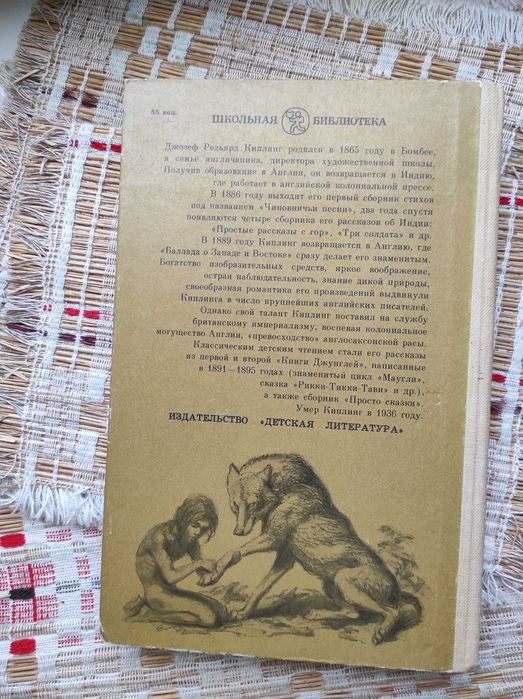 55 коп.
ШКОЛЬНАЯ БИБЛИОТЕКА
Джозеф Редьярд Киплинг родился в 1865 году в Бомбее,
в семье англичанина, директора художественной школы.
Получив образование в Англии, он возвращается в Индию,
где работает в английской колониальной прессе.
В 1886 году выходит его первый сборник стихов
под названием «Чиновничьи песни», два года спустя
появляются четыре сборника его рассказов об Индии:
«Простые рассказы с гор», «Три солдата» и др.
В 1889 году Киплинг возвращается в Англию, где
«Баллада о Западе и Востоке» сразу делает его знаменитым.
Богатство изобразительных средств, яркое воображение,
острая наблюдательность, знание дикой природы,
своеобразная романтика его произведений выдвинули
Киплинга в число крупнейших английских писателей.
Однако свой талант Киплинг поставил на службу
британскому империализму, воспевая колониальное
могущество Англии, «превосходство» англосаксонской расы.
Классическим детским чтением стали его рассказы
из первой и второй «Книги Джунглей», написанные
в 1891—1895 годах (знаменитый цикл «Маугли»,
сказка «Рикки-Тикки-Тави» и др.),
а также сборник «Просто сказки».
Умер Киплинг в 1936 году.
ИЗДАТЕЛЬСТВО «ДЕТСКАЯ ЛИТЕРАТУРА»